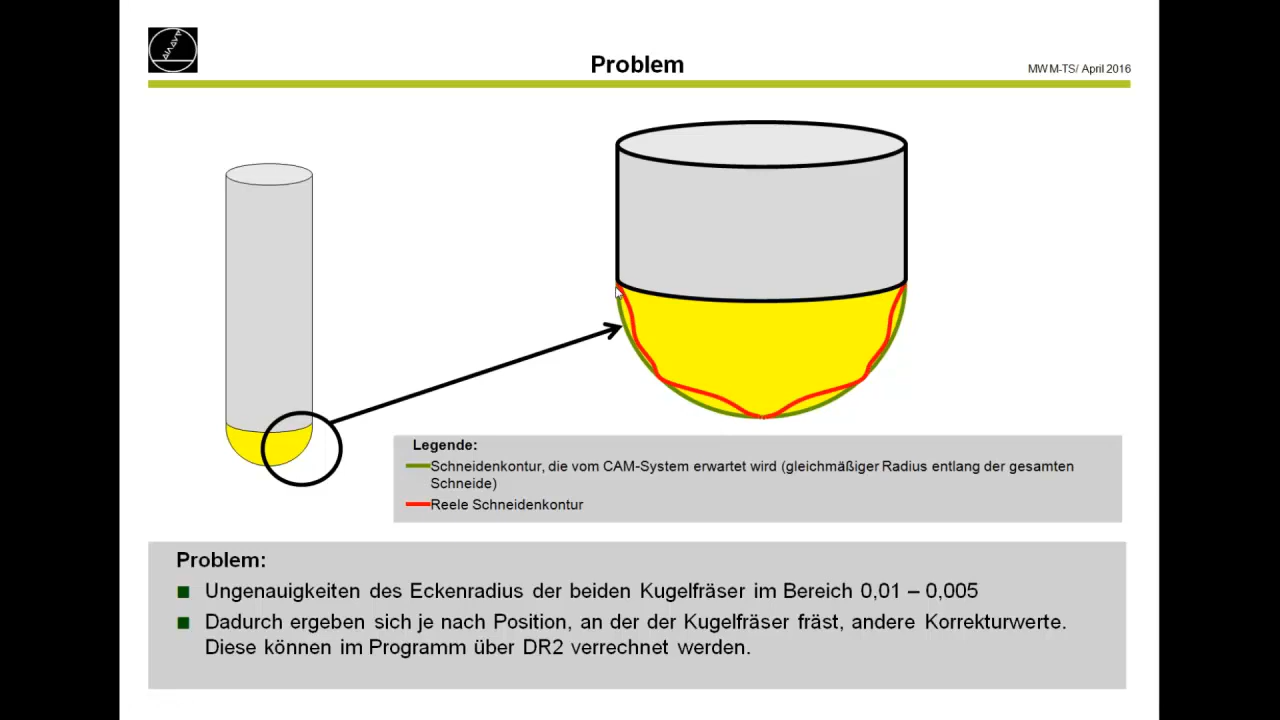 Problem
MWM-TS/ April 2016
Legende:
Schneidenkontur, die vom CAM-System erwartet wird (gleichmäßiger Radius entlang der gesamten
Schneide)
Reele Schneidenkontur
Problem:
Ungenauigkeiten des Eckenradius der beiden Kugelfräser im Bereich 0,01 – 0,005
Dadurch ergeben sich je nach Position, an der der Kugelfräser fräst, andere Korrekturwerte.
Diese können im Programm über DR2 verrechnet werden.